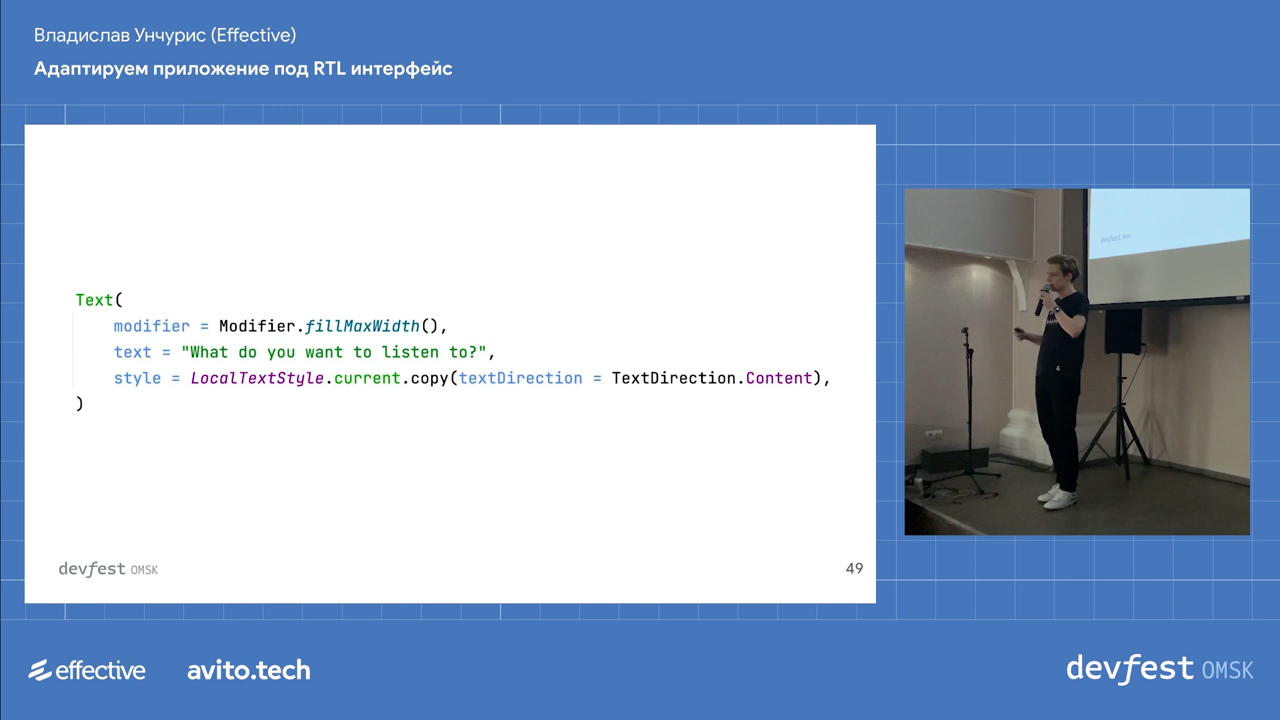 Владислав Унчурис (Effective)
Адаптируем приложение под RTL интерфейс
Text(
    modifier = Modifier.fillMaxWidth(),
    text = "What do you want to listen to?",
    style = LocalTextStyle.current.copy(textDirection = TextDirection.Content),
)
devfest OMSK
49
effective
avito.tech
devfest OMSK